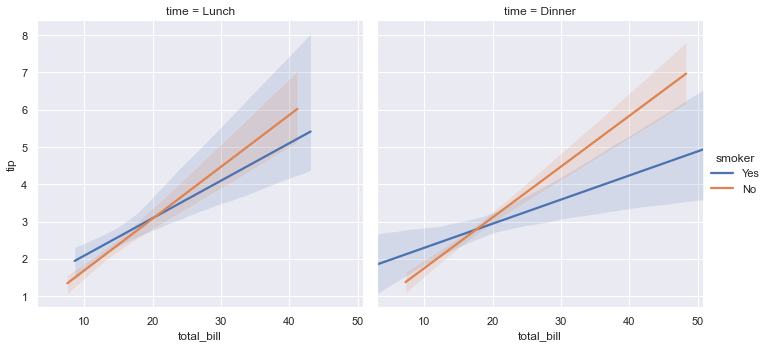 time = Lunch
time = Dinner
8
7
6
5
4
3
2
1
tip
10
20
30
40
50
total_bill
10
20
30
40
50
total_bill
smoker
Yes
No